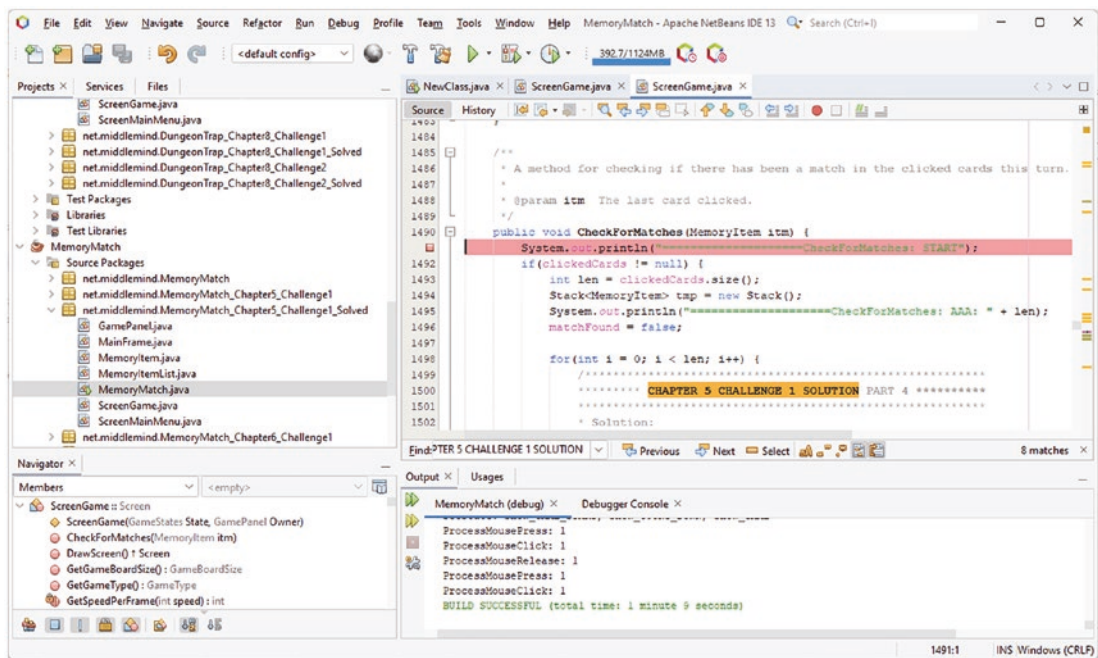 File Edit View Navigate Source Refactor Run Debug Profile Team Tools Window Help MemoryMatch - Apache NetBeans IDE 13 Search (Ctrl+I)
<default config> 392.7/1124MB
Projects Services Files
ScreenGame.java
ScreenMainMenu.java
net.middlemind.DungeonTrap_Chapter8_Challenge1
net.middlemind.DungeonTrap_Chapter8_Challenge1_Solved
net.middlemind.DungeonTrap_Chapter8_Challenge2
net.middlemind.DungeonTrap_Chapter8_Challenge2_Solved
Test Packages
Libraries
Test Libraries
MemoryMatch
Source Packages
net.middlemind.MemoryMatch
net.middlemind.MemoryMatch_Chapter5_Challenge1
net.middlemind.MemoryMatch_Chapter5_Challenge1_Solved
GamePanel.java
MainFrame.java
MemoryItem.java
MemoryItemList.java
MemoryMatch.java
ScreenGame.java
ScreenMainMenu.java
net.middlemind.MemoryMatch_Chapter6_Challenge1
Navigator
Members <empty>
ScreenGame :: Screen
ScreenGame(GameStates State, GamePanel Owner)
CheckForMatches(MemoryItem itm)
DrawScreen() ↑ Screen
GetGameBoardSize() : GameBoardSize
GetGameType() : GameType
GetSpeedPerFrame(int speed) : int
NewClass.java ScreenGame.java ScreenGame.java
Source History
1484
1485 /**
1486 * A method for checking if there has been a match in the clicked cards this turn.
1487 *
1488 * @param itm The last card clicked.
1489 */
1490 public void CheckForMatches(MemoryItem itm) {
System.out.println("====================CheckForMatches: START");
1492 if(clickedCards != null) {
1493 int len = clickedCards.size();
1494 Stack<MemoryItem> tmp = new Stack();
1495 System.out.println("====================CheckForMatches: AAA: " + len);
1496 matchFound = false;
1497
1498 for(int i = 0; i < len; i++) {
1499 /*********************************************************
1500 ********* CHAPTER 5 CHALLENGE 1 SOLUTION PART 4 **********
1501 **********************************************************
1502 * Solution:
Find: PTER 5 CHALLENGE 1 SOLUTION Previous Next Select 8 matches
Output Usages
MemoryMatch (debug) Debugger Console
ProcessMousePress: 1
ProcessMouseClick: 1
ProcessMouseRelease: 1
ProcessMousePress: 1
ProcessMouseClick: 1
BUILD SUCCESSFUL (total time: 1 minute 9 seconds)
1491:1 INS Windows (CRLF)